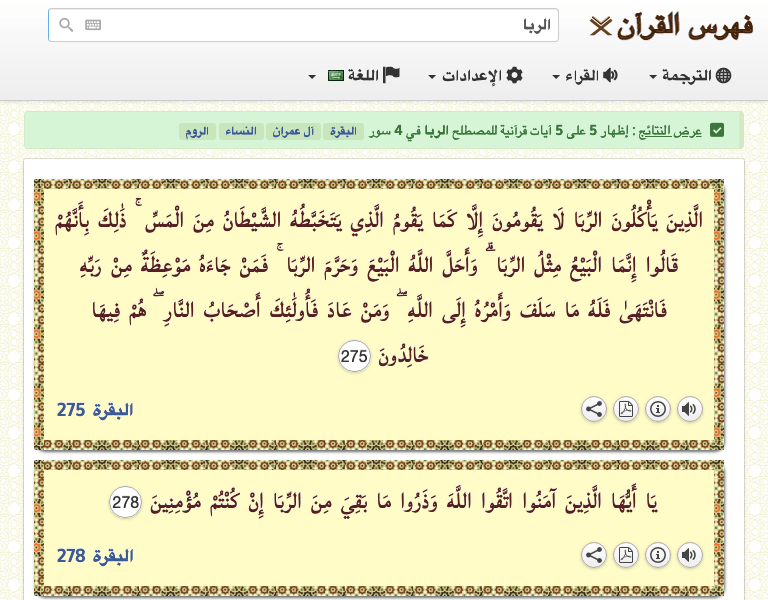 فهرس القرآن
الربا
الترجمة
القراء
الإعدادات
اللغة
عرض النتائج : إظهار 5 على 5 آيات قرآنية للمصطلح الربا في 4 سور البقرة آل عمران النساء الروم
الَّذِينَ يَأْكُلُونَ الرِّبَا لَا يَقُومُونَ إِلَّا كَمَا يَقُومُ الَّذِي يَتَخَبَّطُهُ الشَّيْطَانُ مِنَ الْمَسِّ ۚ ذَٰلِكَ بِأَنَّهُمْ
قَالُوا إِنَّمَا الْبَيْعُ مِثْلُ الرِّبَا ۗ وَأَحَلَّ اللَّهُ الْبَيْعَ وَحَرَّمَ الرِّبَا ۚ فَمَنْ جَاءَهُ مَوْعِظَةٌ مِنْ رَبِّهِ
فَانْتَهَىٰ فَلَهُ مَا سَلَفَ وَأَمْرُهُ إِلَى اللَّهِ ۖ وَمَنْ عَادَ فَأُولَٰئِكَ أَصْحَابُ النَّارِ ۖ هُمْ فِيهَا
خَالِدُونَ 275
البقرة 275
يَا أَيُّهَا الَّذِينَ آمَنُوا اتَّقُوا اللَّهَ وَذَرُوا مَا بَقِيَ مِنَ الرِّبَا إِنْ كُنْتُمْ مُؤْمِنِينَ 278
البقرة 278